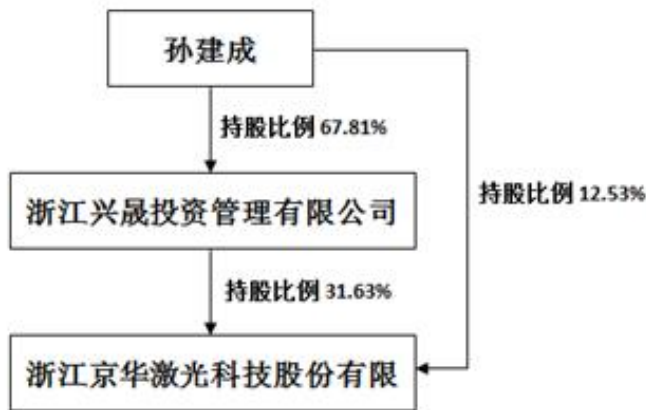 孙建成
持股比例 67.81%
浙江兴晟投资管理有限公司
持股比例 12.53%
持股比例 31.63%
浙江京华激光科技股份有限